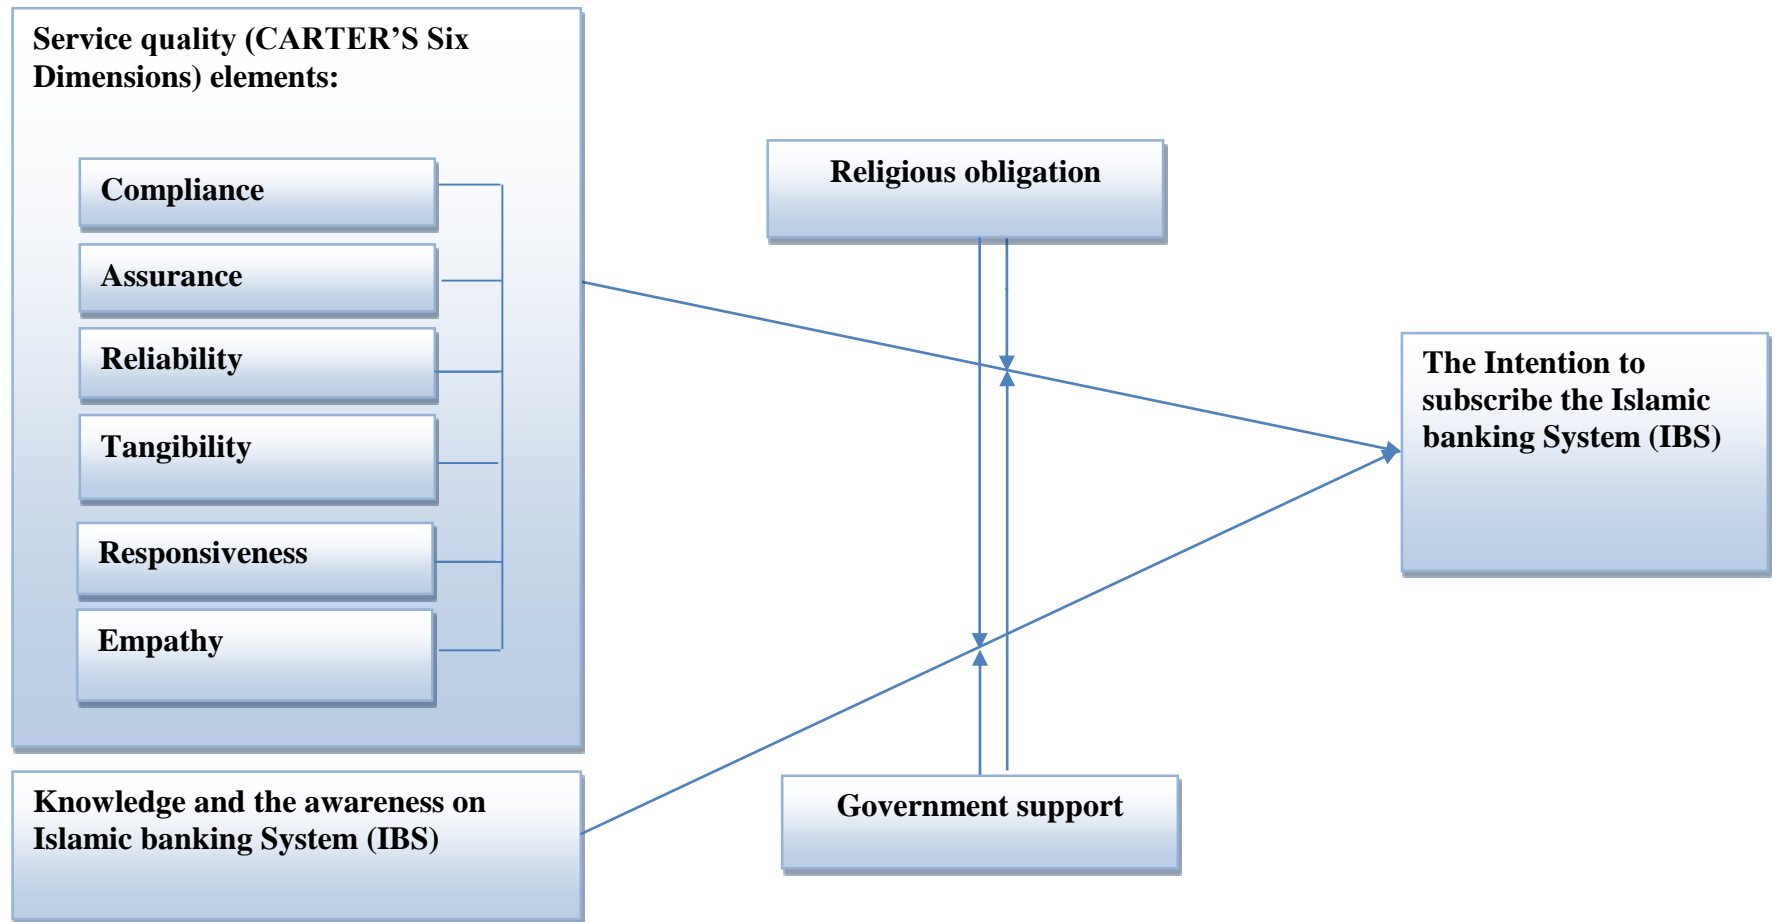 Service quality (CARTER’S Six
Dimensions) elements:
Compliance
Assurance
Reliability
Tangibility
Responsiveness
Empathy
Knowledge and the awareness on
Islamic banking System (IBS)
Religious obligation
Government support
The Intention to
subscribe the Islamic
banking System (IBS)